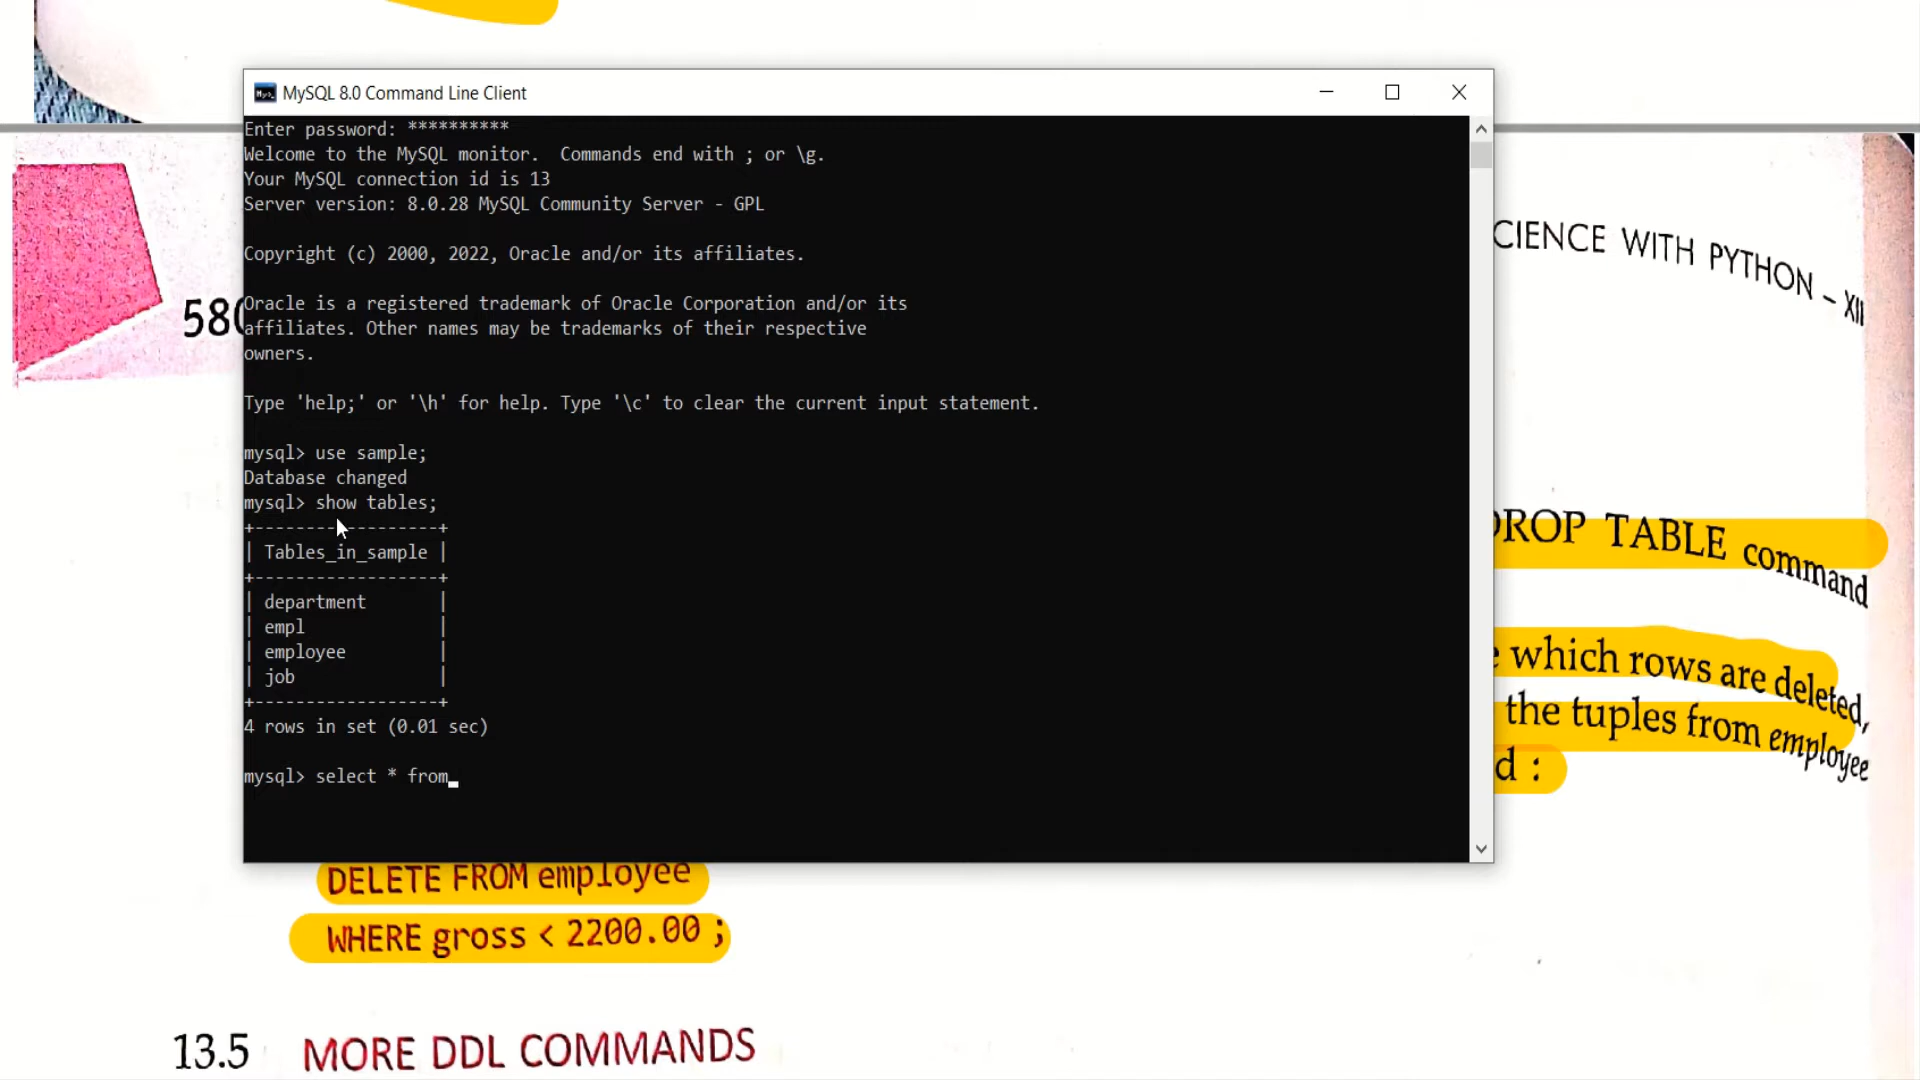 MySQL 8.0 Command Line Client
Enter password: **********
Welcome to the MySQL monitor.  Commands end with ; or \g.
Your MySQL connection id is 13
Server version: 8.0.28 MySQL Community Server - GPL
Copyright (c) 2000, 2022, Oracle and/or its affiliates.
Oracle is a registered trademark of Oracle Corporation and/or its
affiliates. Other names may be trademarks of their respective
owners.
Type 'help;' or '\h' for help. Type '\c' to clear the current input statement.
mysql> use sample;
Database changed
mysql> show tables;
+------------------+
| Tables_in_sample |
+------------------+
| department       |
| empl             |
| employee         |
| job              |
+------------------+
4 rows in set (0.01 sec)
mysql> select * from_
580
CIENCE WITH PYTHON – XII
DROP TABLE command
e which rows are deleted,
the tuples from employee
d :
DELETE FROM employee
WHERE gross < 2200.00 ;
13.5 MORE DDL COMMANDS